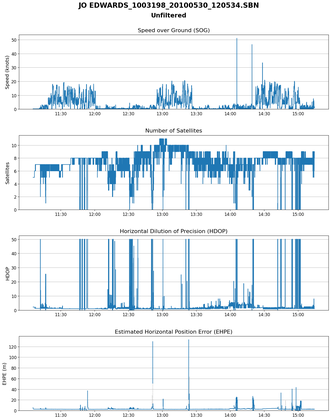 JO EDWARDS_1003198_20100530_120534.SBN
Unfiltered
Speed over Ground (SOG)
Speed (knots)
50
40
30
20
10
0
11:30 12:00 12:30 13:00 13:30 14:00 14:30 15:00
Number of Satellites
Satellites
10
8
6
4
2
0
11:30 12:00 12:30 13:00 13:30 14:00 14:30 15:00
Horizontal Dilution of Precision (HDOP)
HDOP
50
40
30
20
10
0
11:30 12:00 12:30 13:00 13:30 14:00 14:30 15:00
Estimated Horizontal Position Error (EHPE)
EHPE (m)
120
100
80
60
40
20
0
11:30 12:00 12:30 13:00 13:30 14:00 14:30 15:00